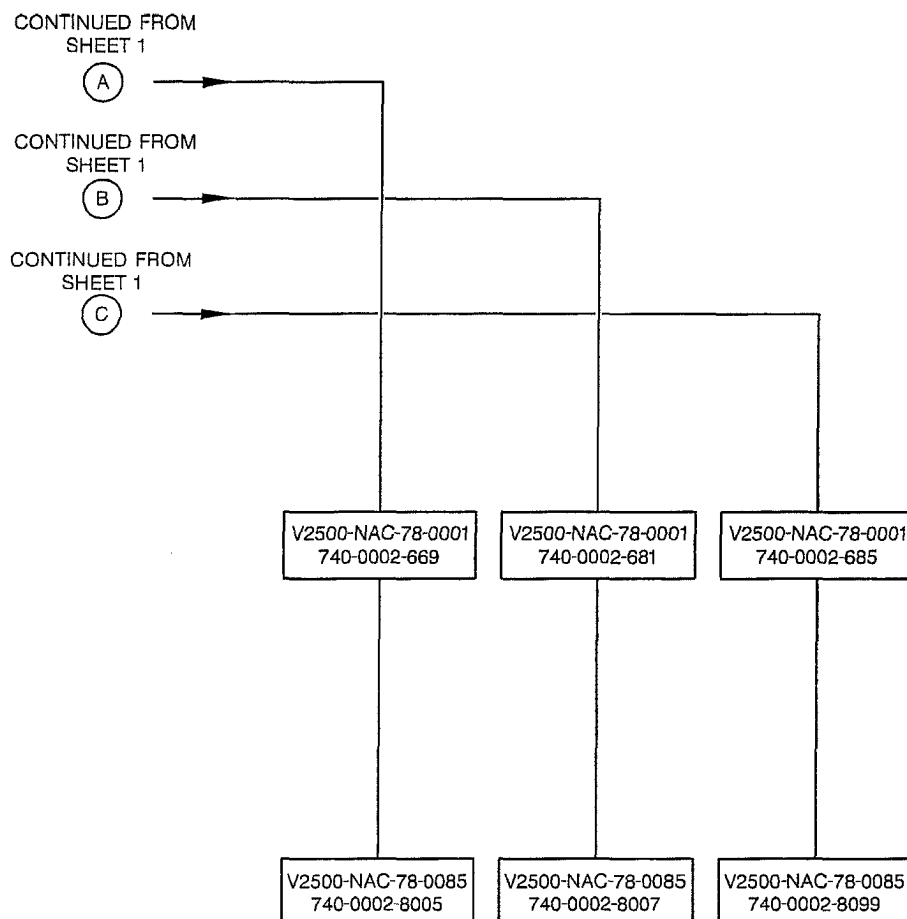 CONTINUED FROM
SHEET 1
A
CONTINUED FROM
SHEET 1
B
CONTINUED FROM
SHEET 1
C
V2500-NAC-78-0001
740-0002-669
V2500-NAC-78-0001
740-0002-681
V2500-NAC-78-0001
740-0002-685
V2500-NAC-78-0085
740-0002-8005
V2500-NAC-78-0085
740-0002-8007
V2500-NAC-78-0085
740-0002-8099